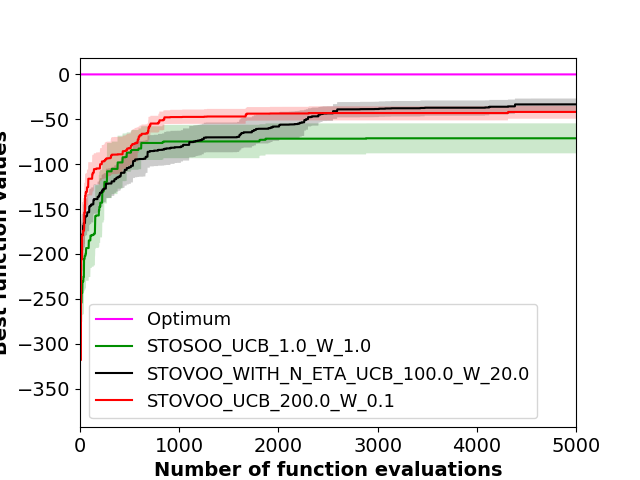 0
−50
−100
−150
−200
−250
−300
−350
Best function values
Optimum
STOSOO_UCB_1.0_W_1.0
STOVOO_WITH_N_ETA_UCB_100.0_W_20.0
STOVOO_UCB_200.0_W_0.1
0 1000 2000 3000 4000 5000
Number of function evaluations